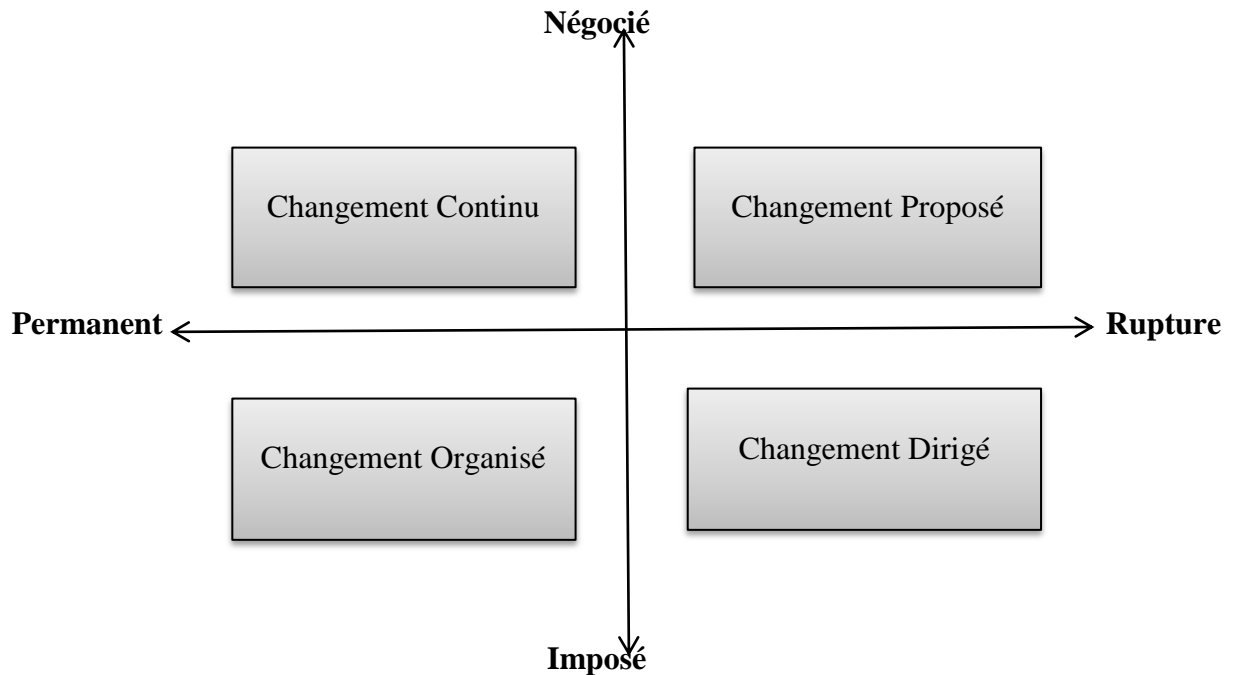 Négocié
Changement Continu
Changement Proposé
Permanent
Rupture
Changement Organisé
Changement Dirigé
Imposé